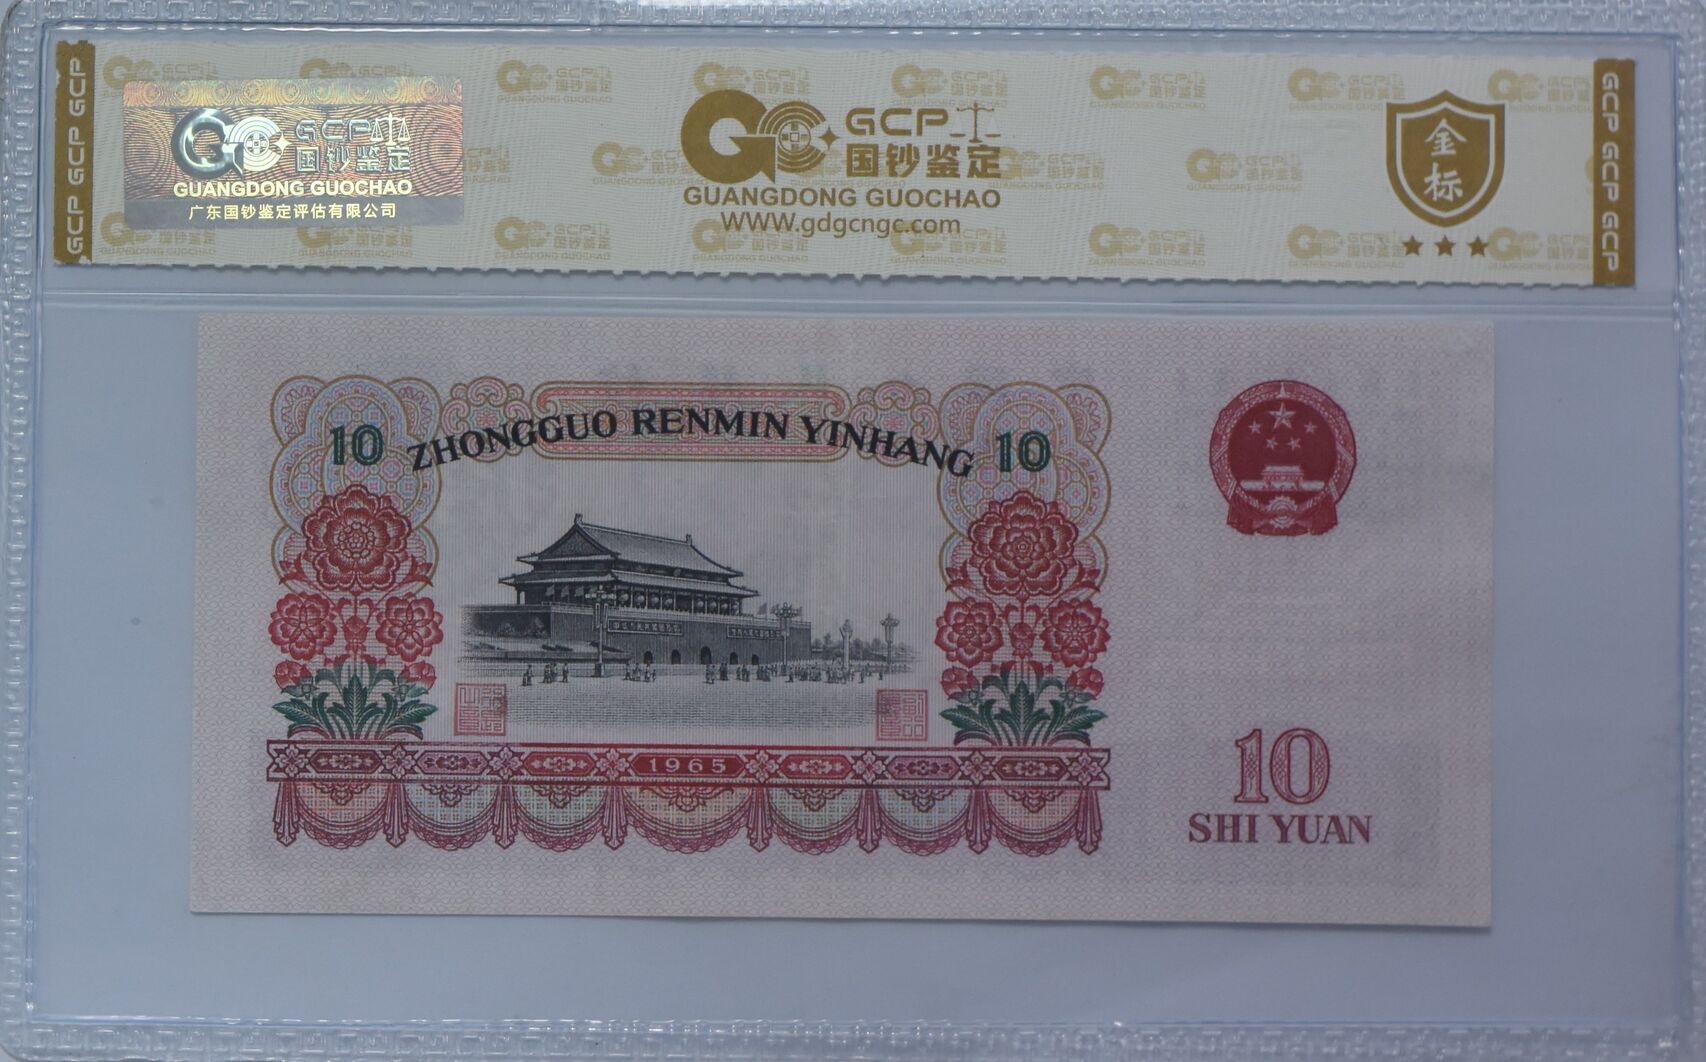 GCP GCP GCP
GCP
国钞鉴定
GUANGDONG GUOCHAO
广东国钞鉴定评估有限公司
GCP
国钞鉴定
GUANGDONG GUOCHAO
WWW.gdgcngc.com
金标
GCP GCP GCP
10 ZHONGGUO RENMIN YINHANG 10
1965
10
SHI YUAN